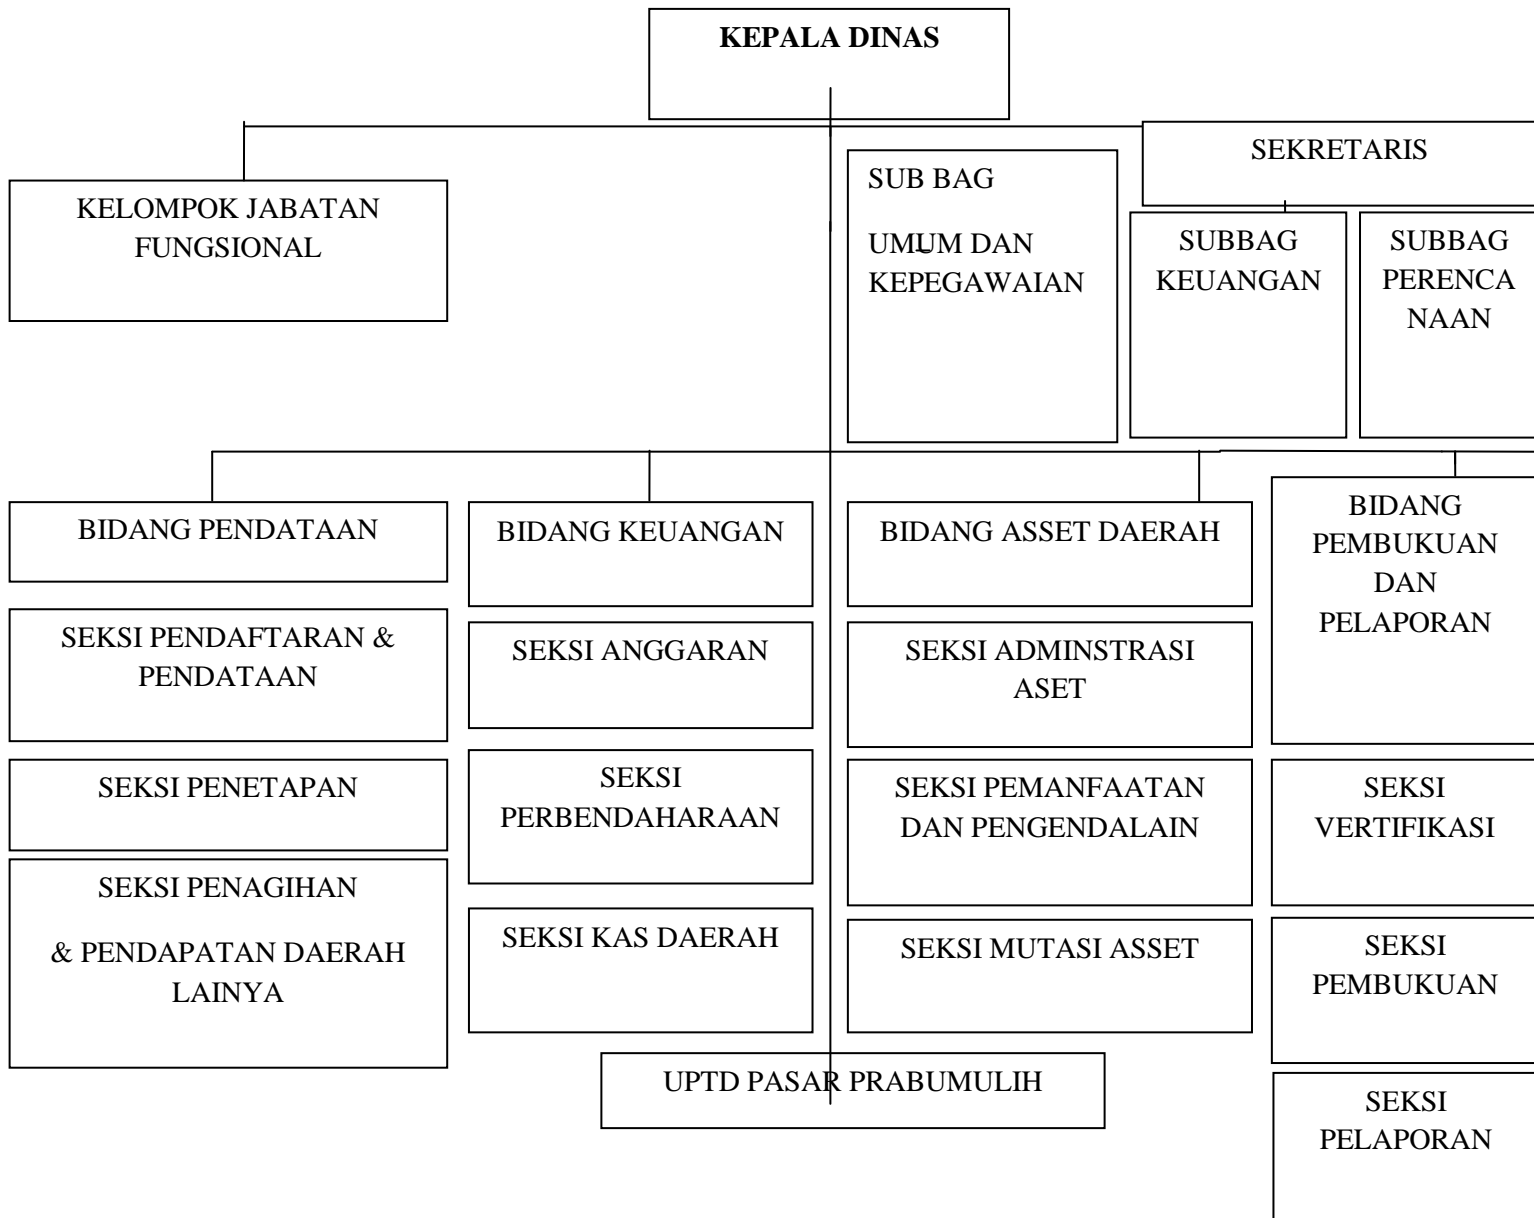 KEPALA DINAS
SEKRETARIS
KELOMPOK JABATAN
FUNGSIONAL
SUB BAG
UMUM DAN
KEPEGAWAIAN
SUBBAG
KEUANGAN
SUBBAG
PERENCA
NAAN
BIDANG PENDATAAN
SEKSI PENDAFTARAN &
PENDATAAN
SEKSI PENETAPAN
SEKSI PENAGIHAN
& PENDAPATAN DAERAH
LAINYA
BIDANG KEUANGAN
SEKSI ANGGARAN
SEKSI
PERBENDAHARAAN
SEKSI KAS DAERAH
BIDANG ASSET DAERAH
SEKSI ADMINSTRASI
ASET
SEKSI PEMANFAATAN
DAN PENGENDALAIN
SEKSI MUTASI ASSET
BIDANG
PEMBUKUAN
DAN
PELAPORAN
SEKSI
VERTIFIKASI
SEKSI
PEMBUKUAN
SEKSI
PELAPORAN
UPTD PASAR PRABUMULIH